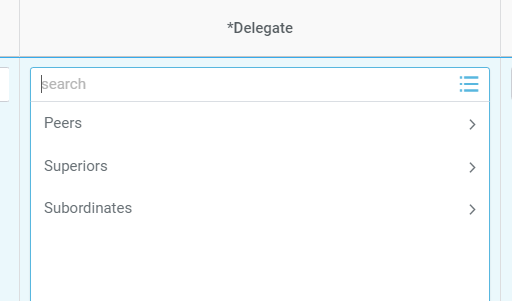 *Delegate
search
Peers
Superiors
Subordinates